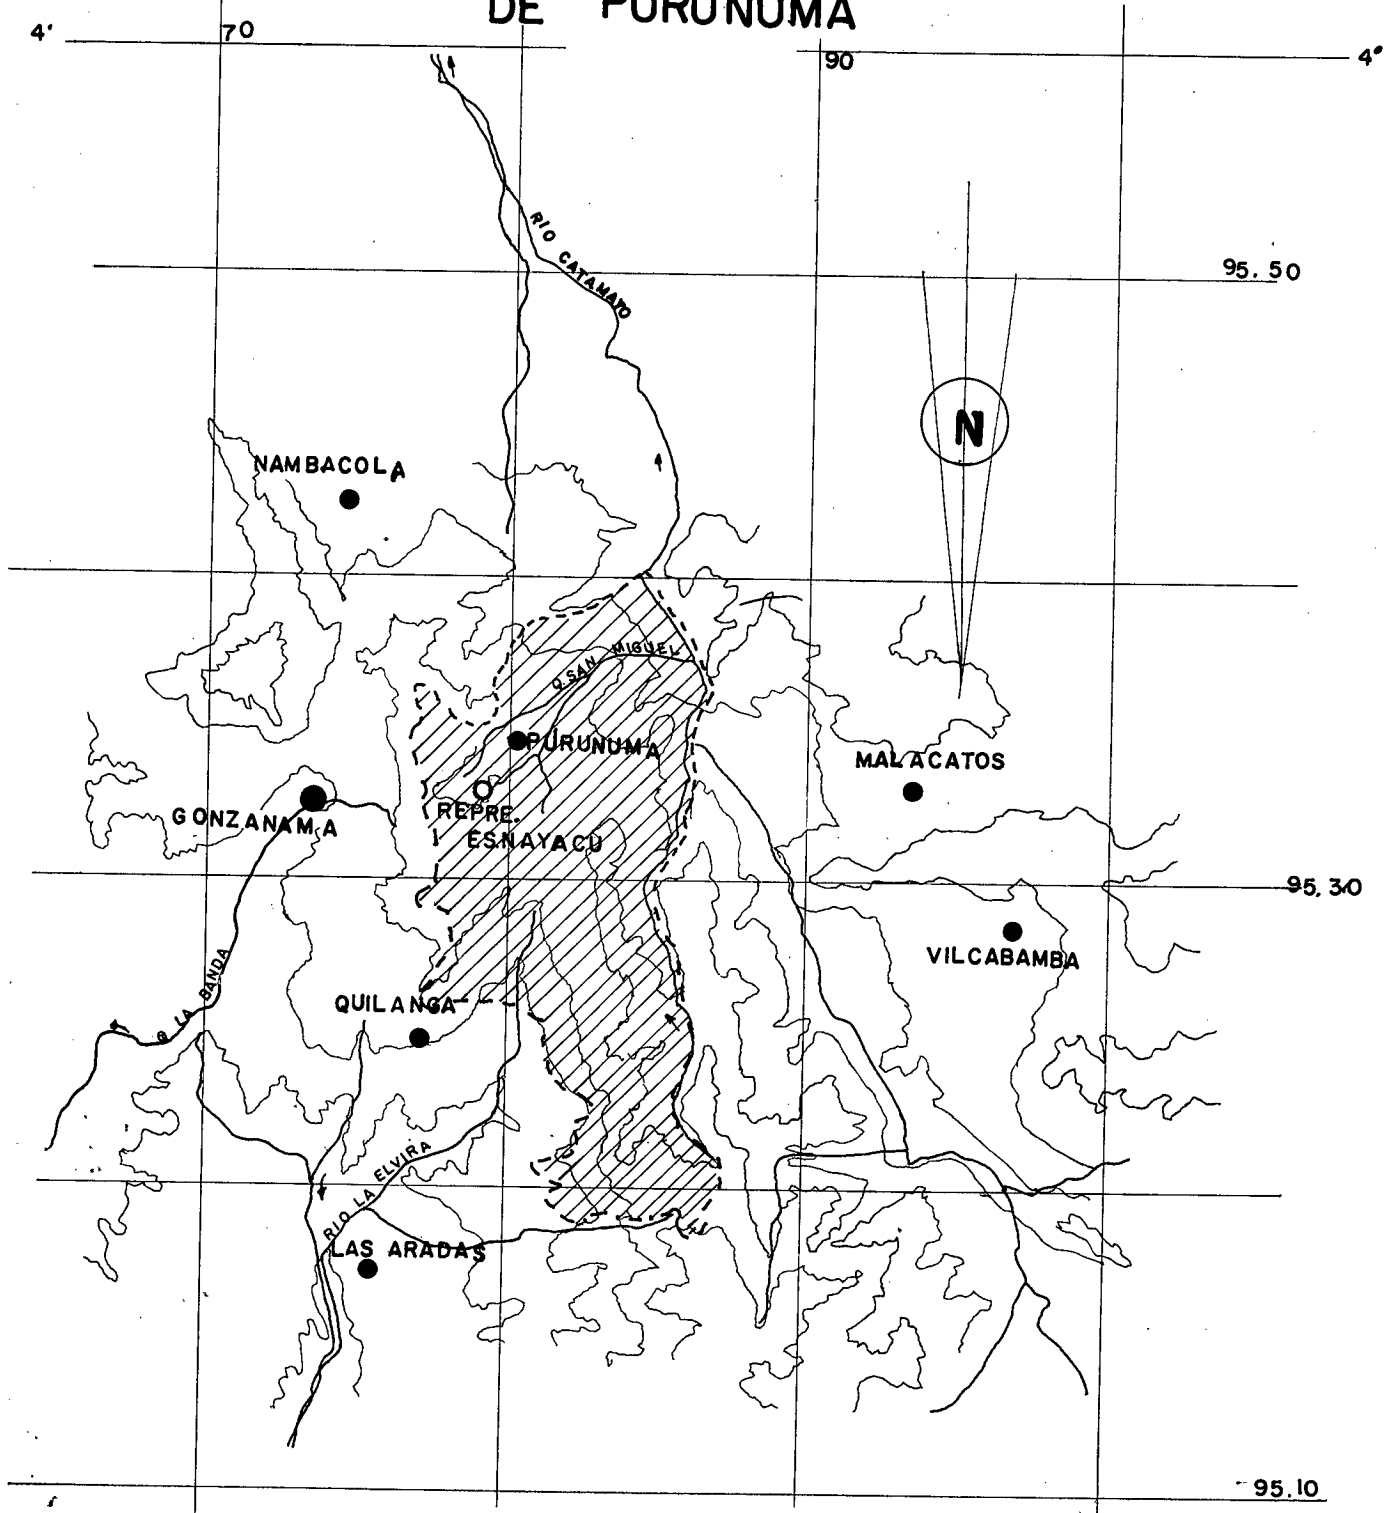 DE PURUNUMA
4'
70
90
4°
RIO CATAMAYO
95.50
N
NAMBACOLA
Q. SAN MIGUEL
PURUNUMA
MALACATOS
GONZANAMA
REPRE.
ESNAYACU
95.30
VILCABAMBA
Q LA BANDA
QUILANGA
RIO LA ELVIRA
LAS ARADAS
95.10